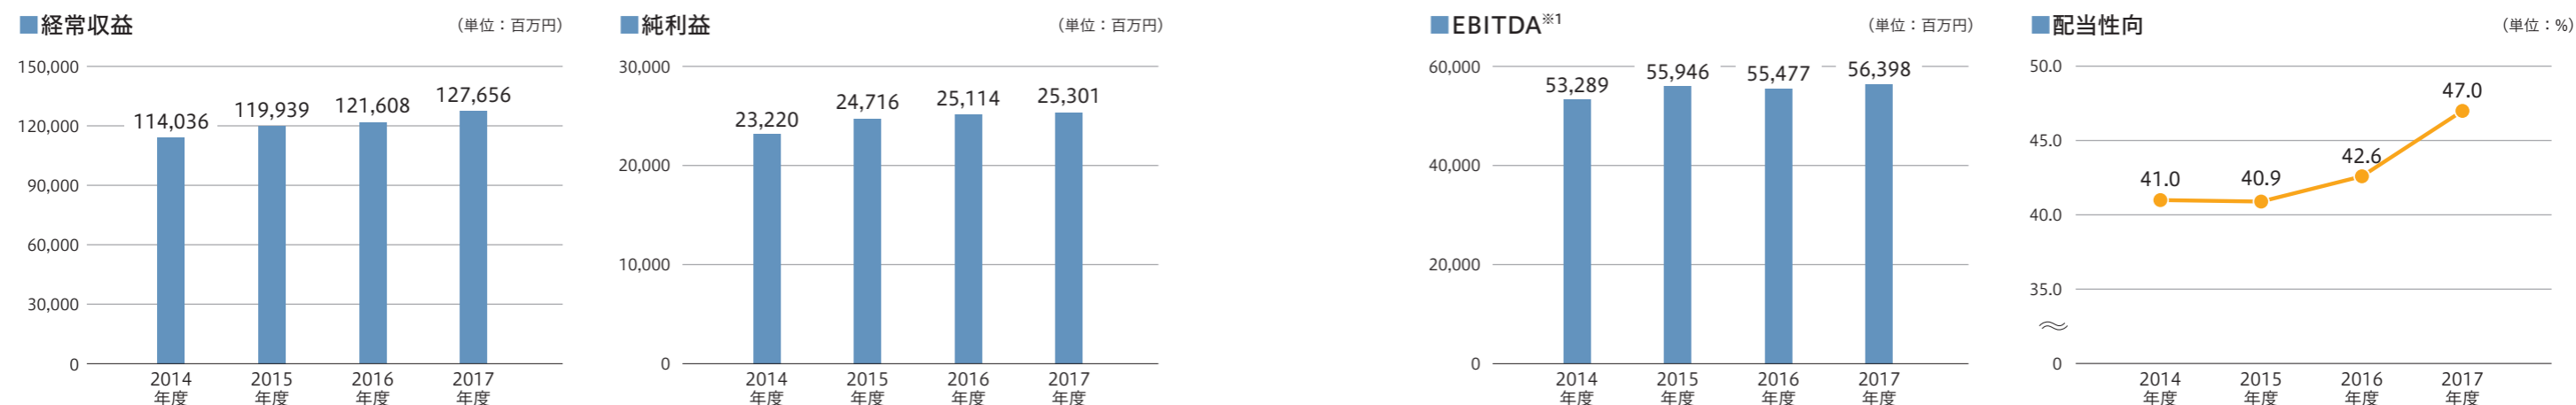 ■経常収益 （単位：百万円）
150,000
120,000
90,000
60,000
30,000
0
114,036
119,939
121,608
127,656
2014 2015 2016 2017
年度 年度 年度 年度
■純利益 （単位：百万円）
30,000
20,000
10,000
0
23,220
24,716
25,114
25,301
2014 2015 2016 2017
年度 年度 年度 年度
■EBITDA※1 （単位：百万円）
60,000
40,000
20,000
0
53,289
55,946
55,477
56,398
2014 2015 2016 2017
年度 年度 年度 年度
■配当性向 （単位：%）
50.0
45.0
40.0
35.0
0
41.0
40.9
42.6
47.0
2014 2015 2016 2017
年度 年度 年度 年度